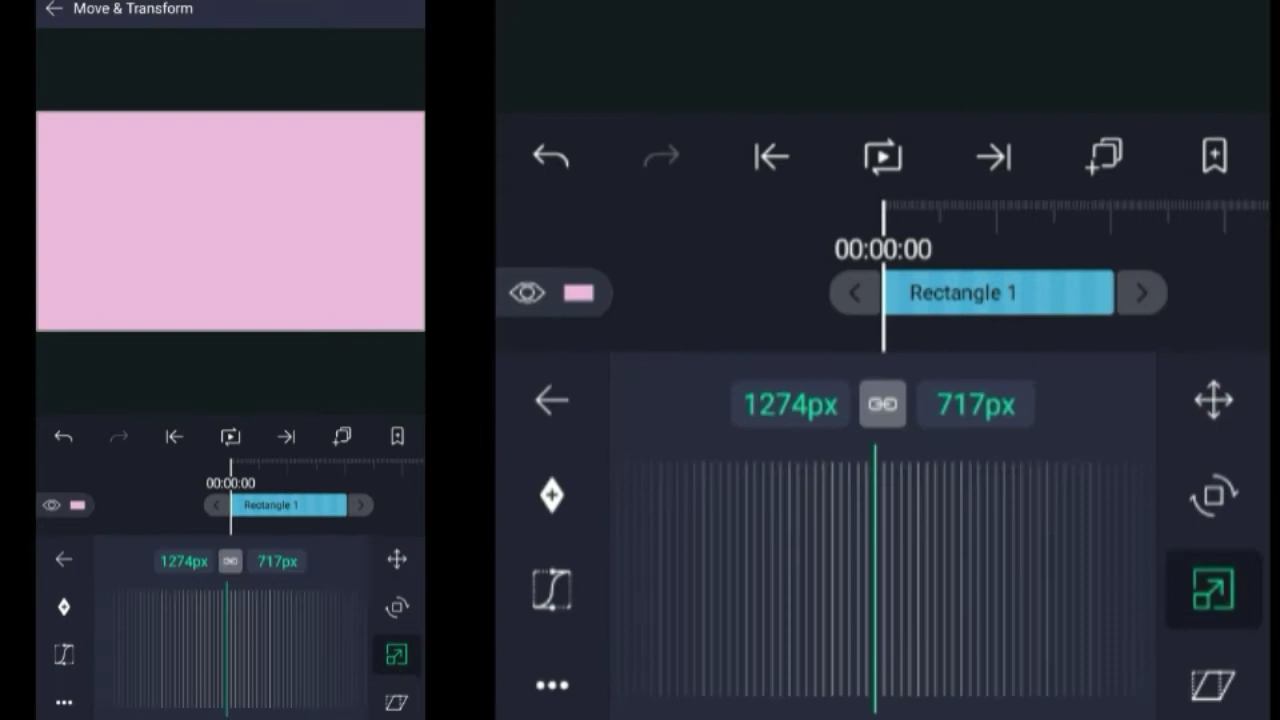 Move & Transform
00:00:00
Rectangle 1
1274px
717px
00:00:00
Rectangle 1
1274px
717px